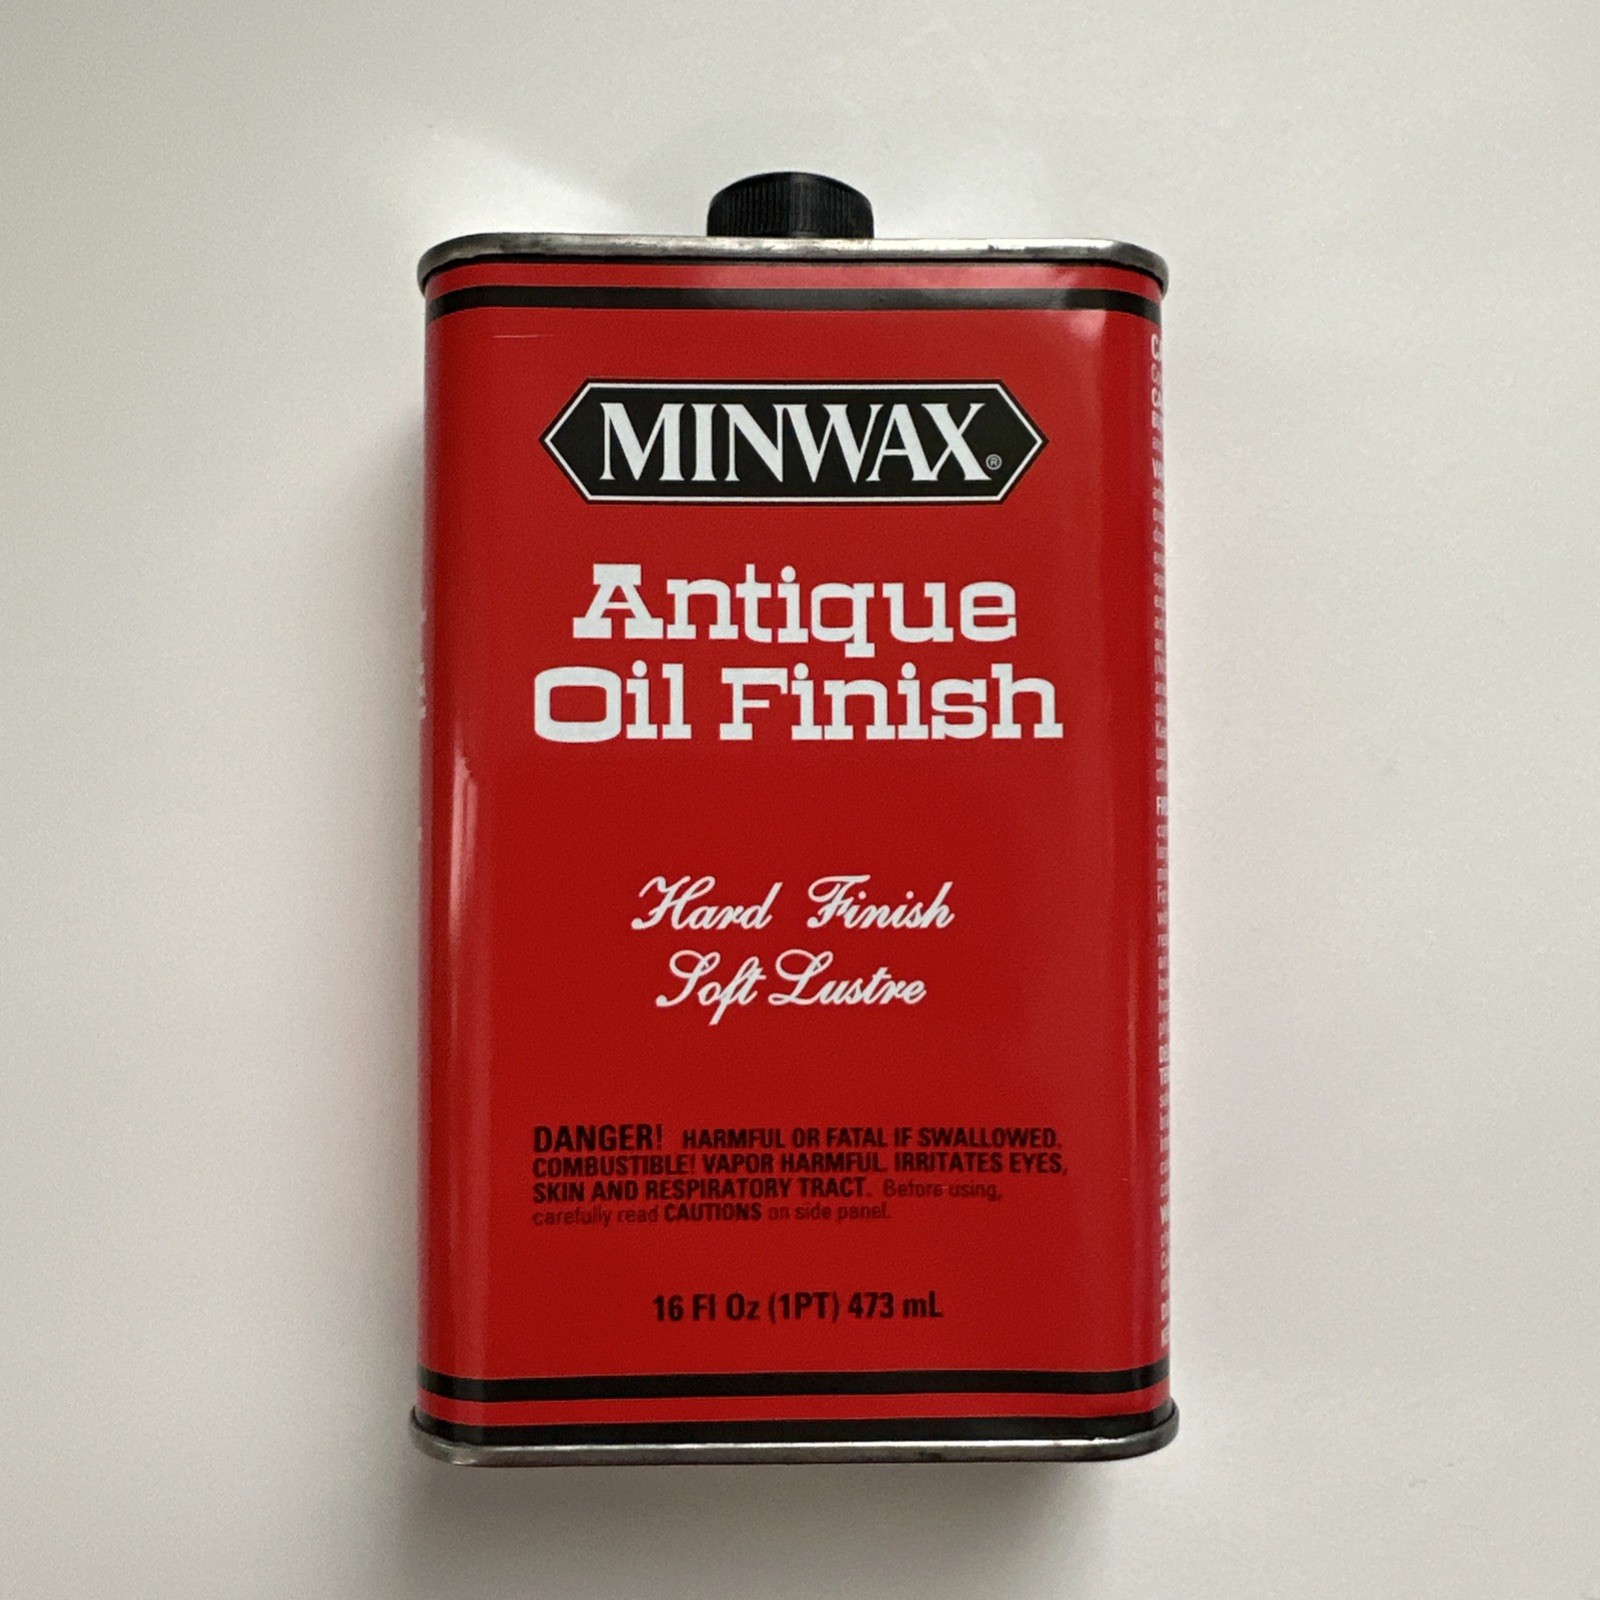 MINWAX®
Antique
Oil Finish
Hard Finish
Soft Lustre
DANGER! HARMFUL OR FATAL IF SWALLOWED.
COMBUSTIBLE! VAPOR HARMFUL. IRRITATES EYES,
SKIN AND RESPIRATORY TRACT. Before using,
carefully read CAUTIONS on side panel.
16 Fl Oz (1PT) 473 mL